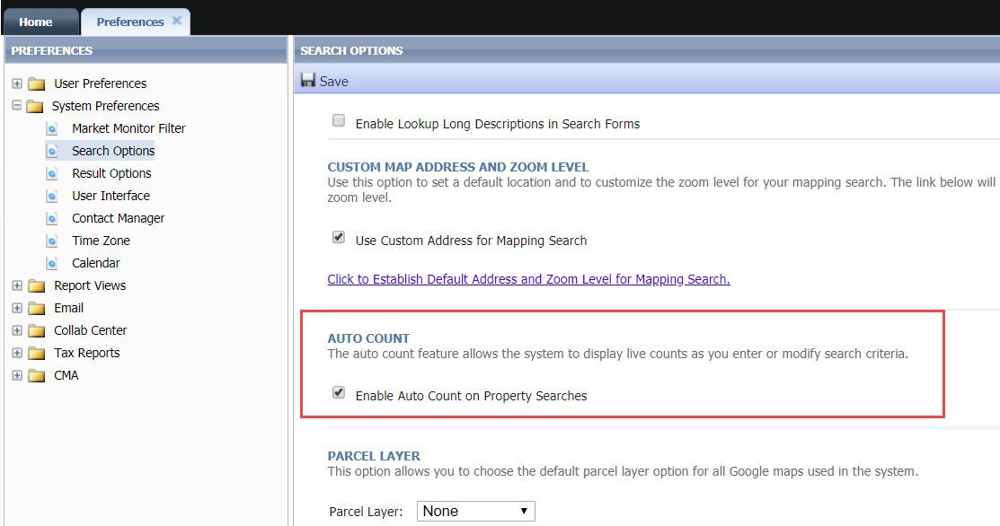 Home
Preferences
PREFERENCES
User Preferences
System Preferences
Market Monitor Filter
Search Options
Result Options
User Interface
Contact Manager
Time Zone
Calendar
Report Views
Email
Collab Center
Tax Reports
CMA
SEARCH OPTIONS
Save
Enable Lookup Long Descriptions in Search Forms
CUSTOM MAP ADDRESS AND ZOOM LEVEL
Use this option to set a default location and to customize the zoom level for your mapping search. The link below will
zoom level.
Use Custom Address for Mapping Search
Click to Establish Default Address and Zoom Level for Mapping Search.
AUTO COUNT
The auto count feature allows the system to display live counts as you enter or modify search criteria.
Enable Auto Count on Property Searches
PARCEL LAYER
This option allows you to choose the default parcel layer option for all Google maps used in the system.
Parcel Layer: None